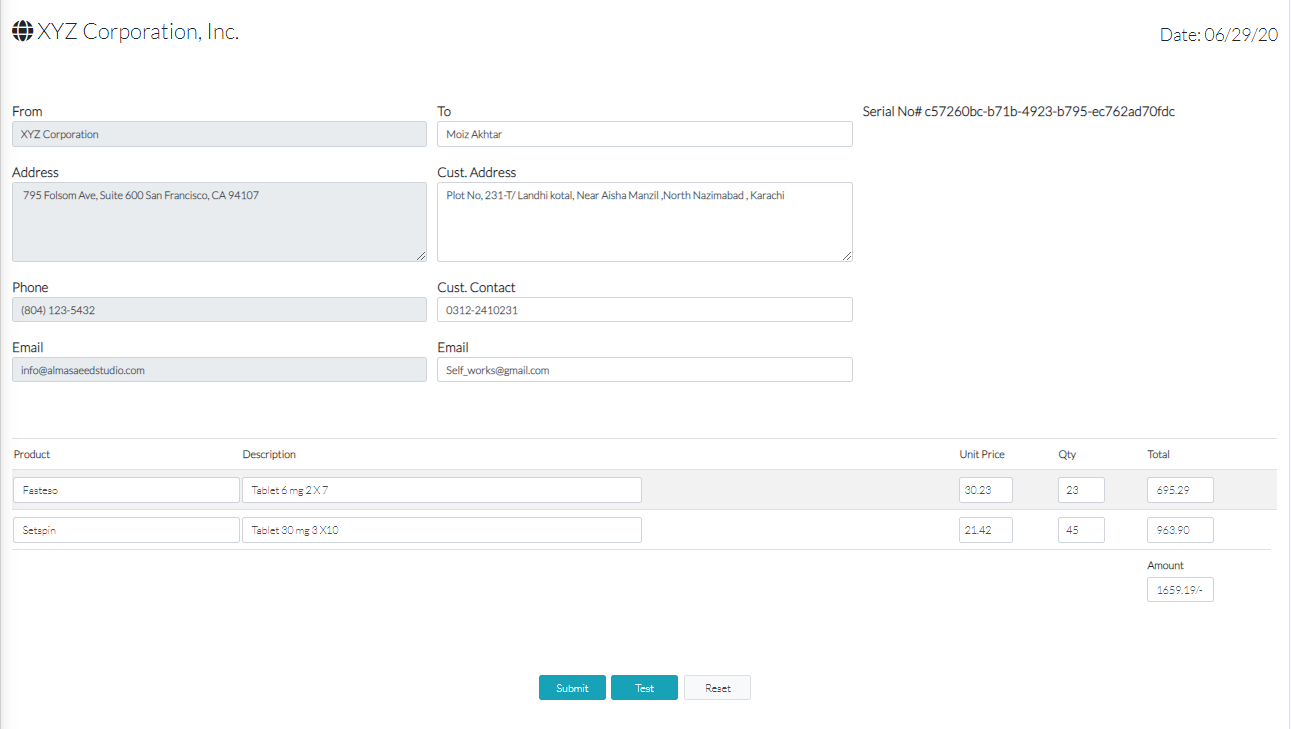 XYZ Corporation, Inc.
Date: 06/29/20
From
To
Serial No# c57260bc-b71b-4923-b795-ec762ad70fdc
XYZ Corporation
Moiz Akhtar
Address
Cust. Address
795 Folsom Ave, Suite 600 San Francisco, CA 94107
Plot No, 231-T/ Landhi kotal, Near Aisha Manzil ,North Nazimabad , Karachi
Phone
Cust. Contact
(804) 123-5432
0312-2410231
Email
Email
info@almasaeedstudio.com
Self_works@gmail.com
Product Description Unit Price Qty Total
Fasteso Tablet 6 mg 2 X 7 30.23 23 695.29
Setspin Tablet 30 mg 3 X10 21.42 45 963.90
Amount
1659.19/-
Submit Test Reset